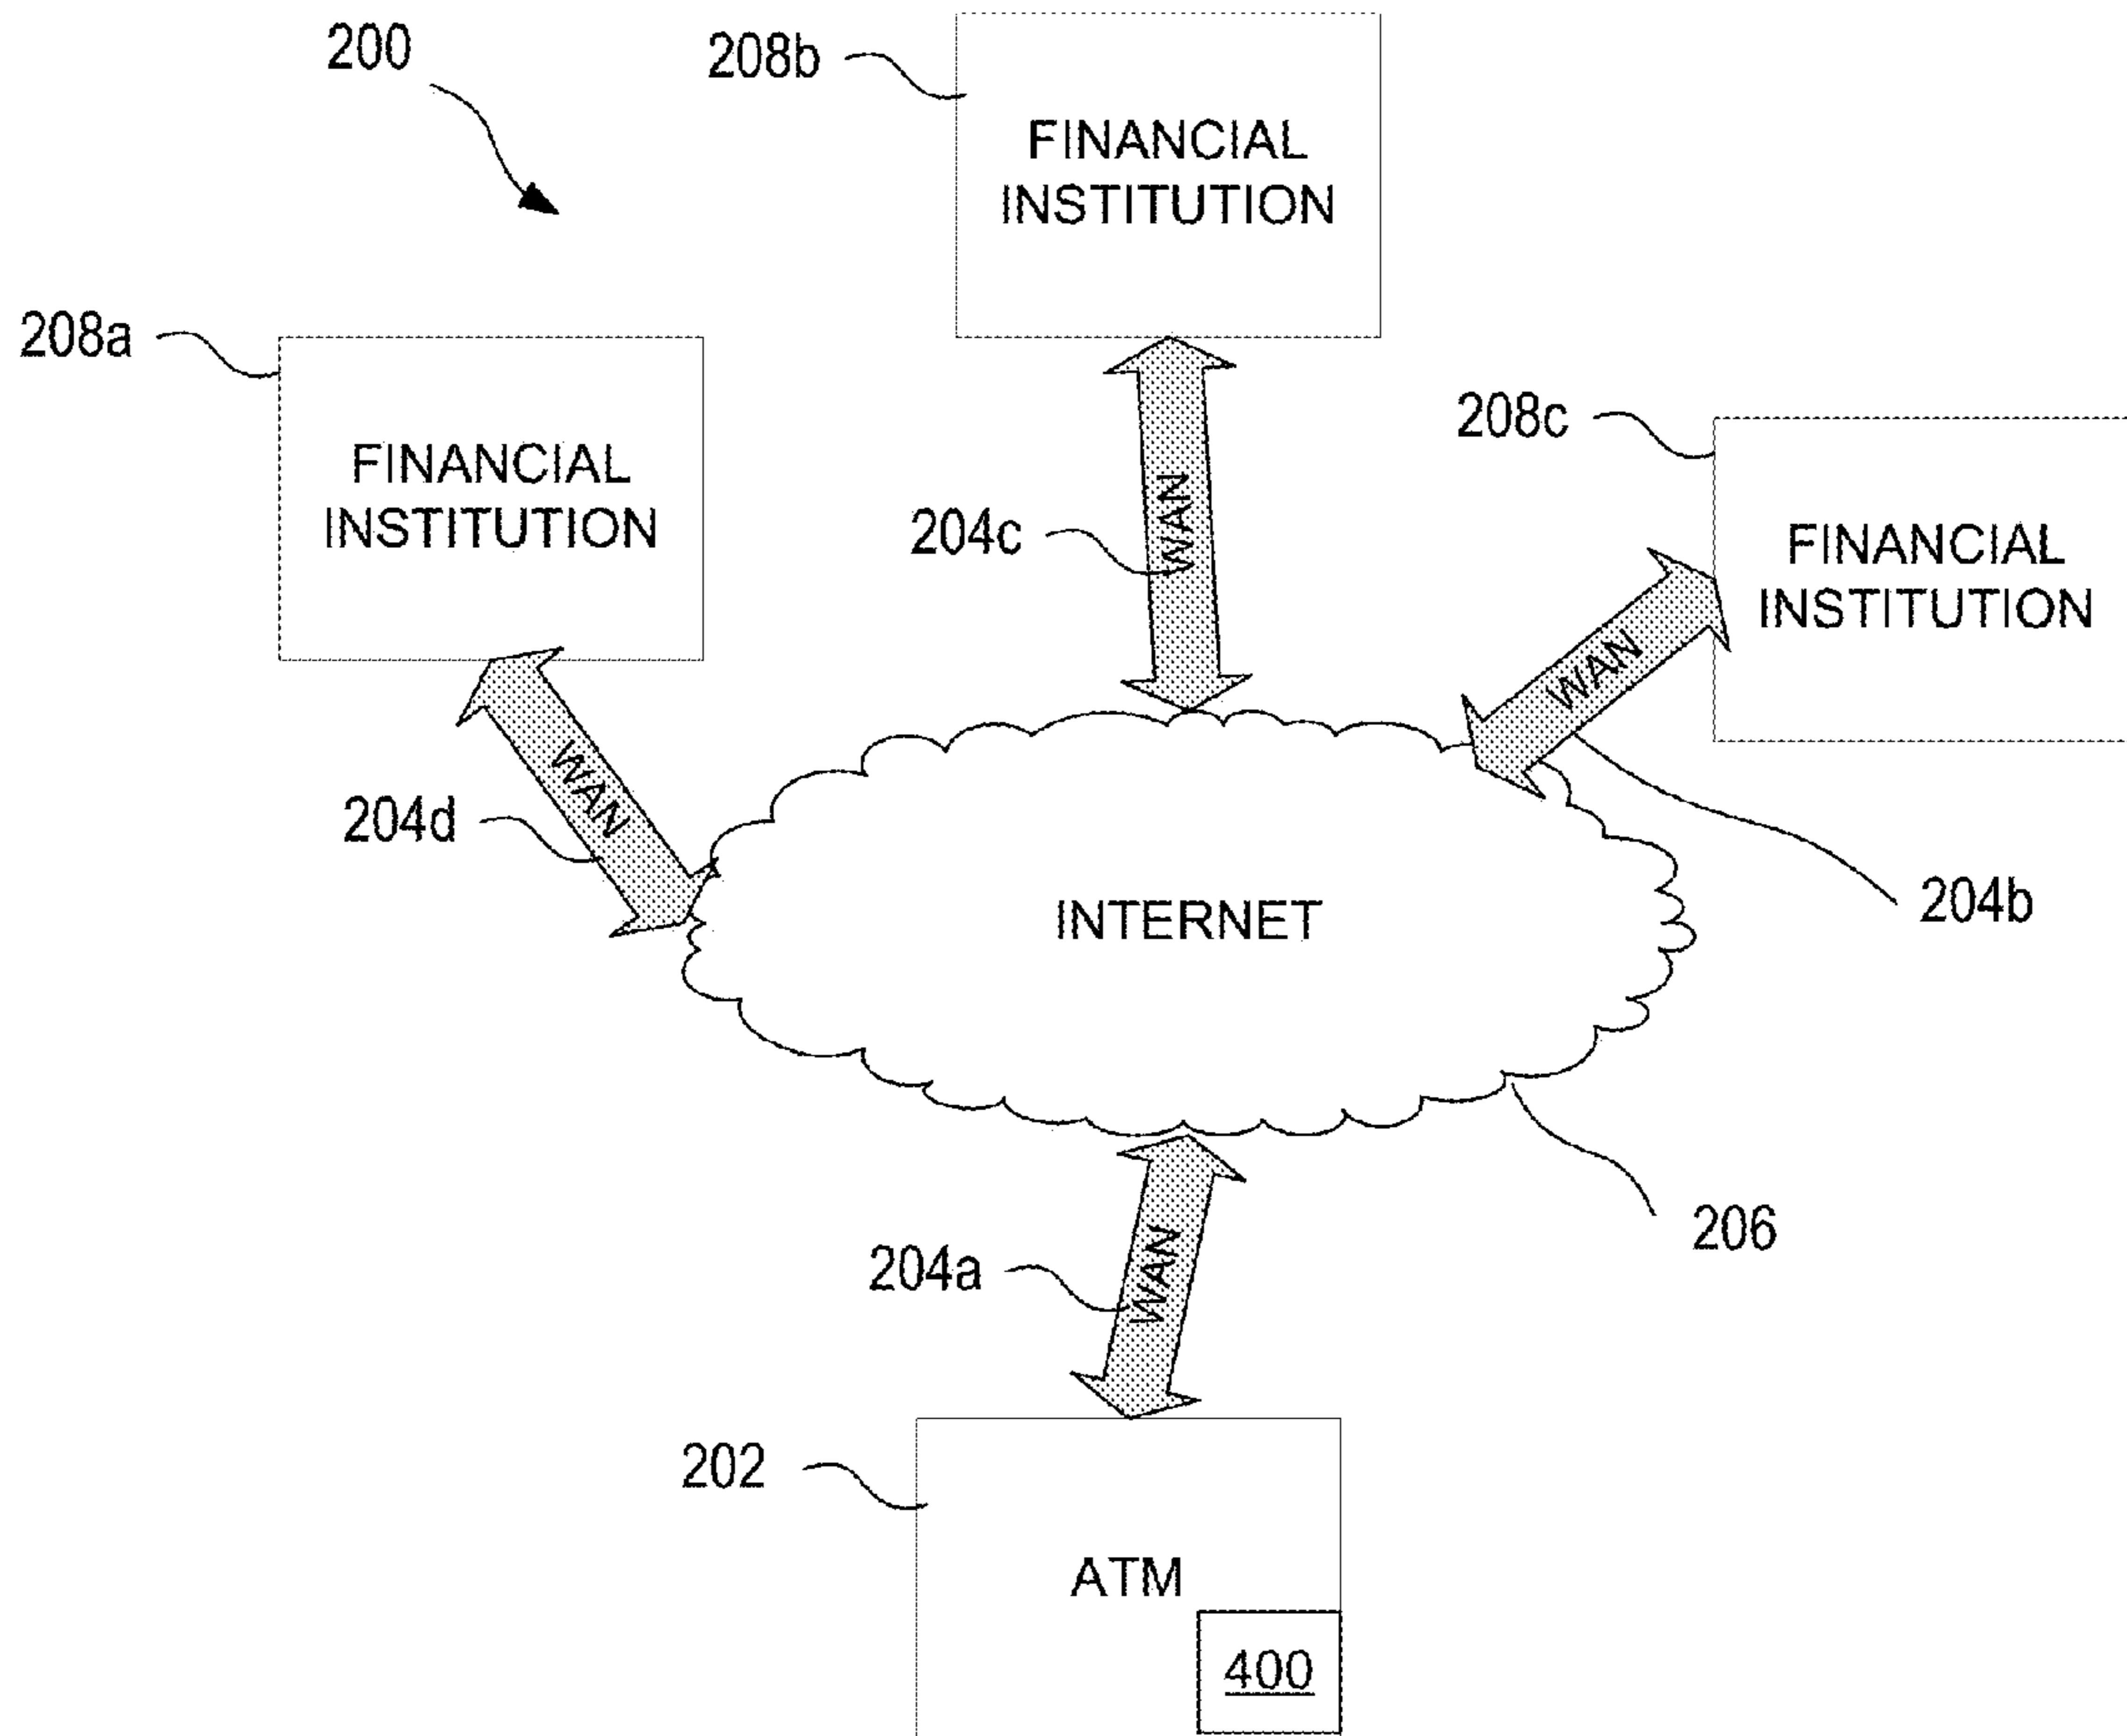 200
208b
FINANCIAL
INSTITUTION
208a
FINANCIAL
INSTITUTION
208c
FINANCIAL
INSTITUTION
204c
WAN
WAN
204d
WAN
204b
INTERNET
206
204a
WAN
202
ATM
400